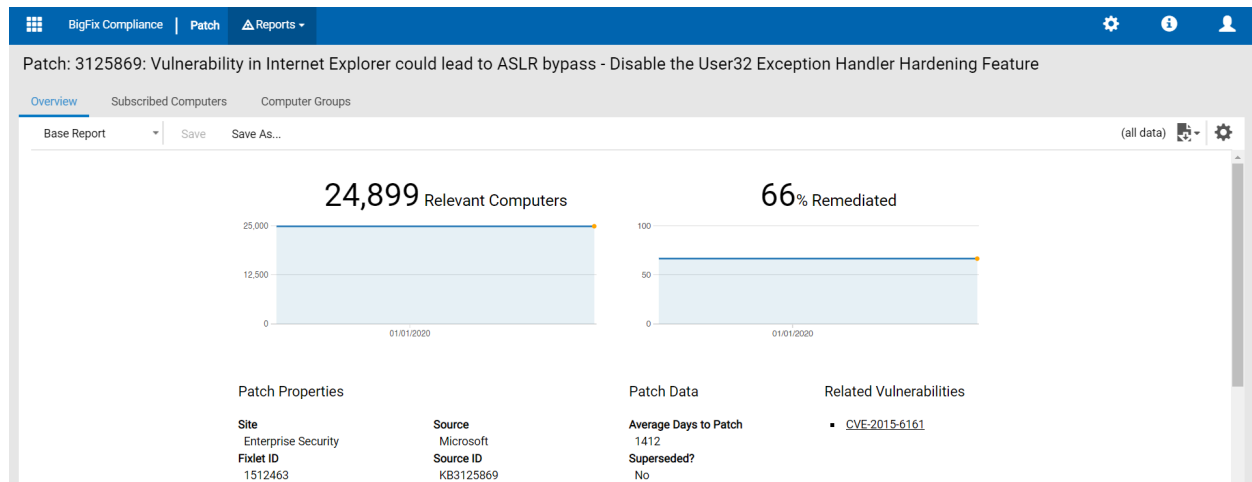 BigFix Compliance | Patch Reports
Patch: 3125869: Vulnerability in Internet Explorer could lead to ASLR bypass - Disable the User32 Exception Handler Hardening Feature
Overview Subscribed Computers Computer Groups
Base Report Save Save As... (all data)
24,899 Relevant Computers
25,000
12,500
0
01/01/2020
66% Remediated
100
50
0
01/01/2020
Patch Properties
Site
Enterprise Security
Fixlet ID
1512463
Source
Microsoft
Source ID
KB3125869
Patch Data
Average Days to Patch
1412
Superseded?
No
Related Vulnerabilities
▪ CVE-2015-6161